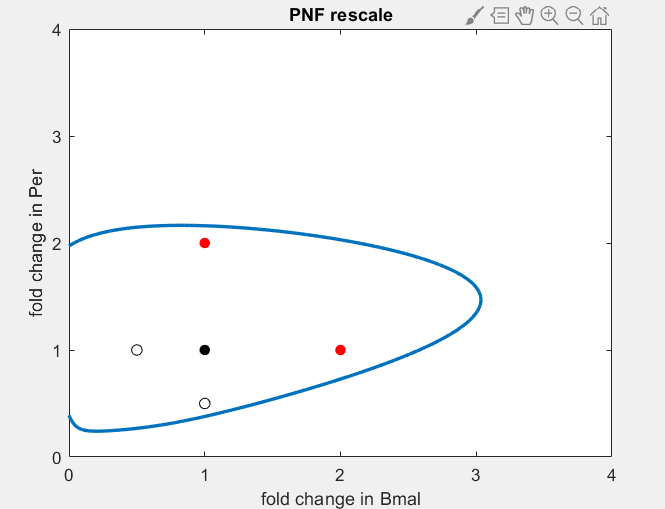 PNF rescale
4
3
2
1
0
fold change in Per
0 1 2 3 4
fold change in Bmal